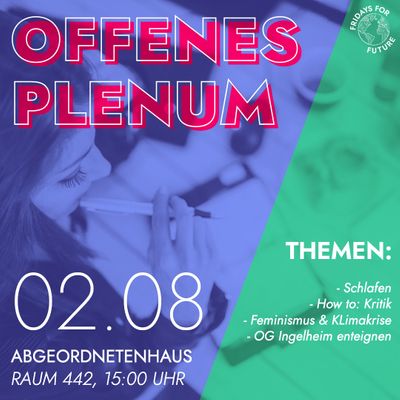 OFFENES
PLENUM
FRIDAYS FOR
FUTURE
THEMEN:
- Schlafen
- How to: Kritik
- Feminismus & KLimakrise
- OG Ingelheim enteignen
02.08
ABGEORDNETENHAUS
RAUM 442, 15:00 UHR